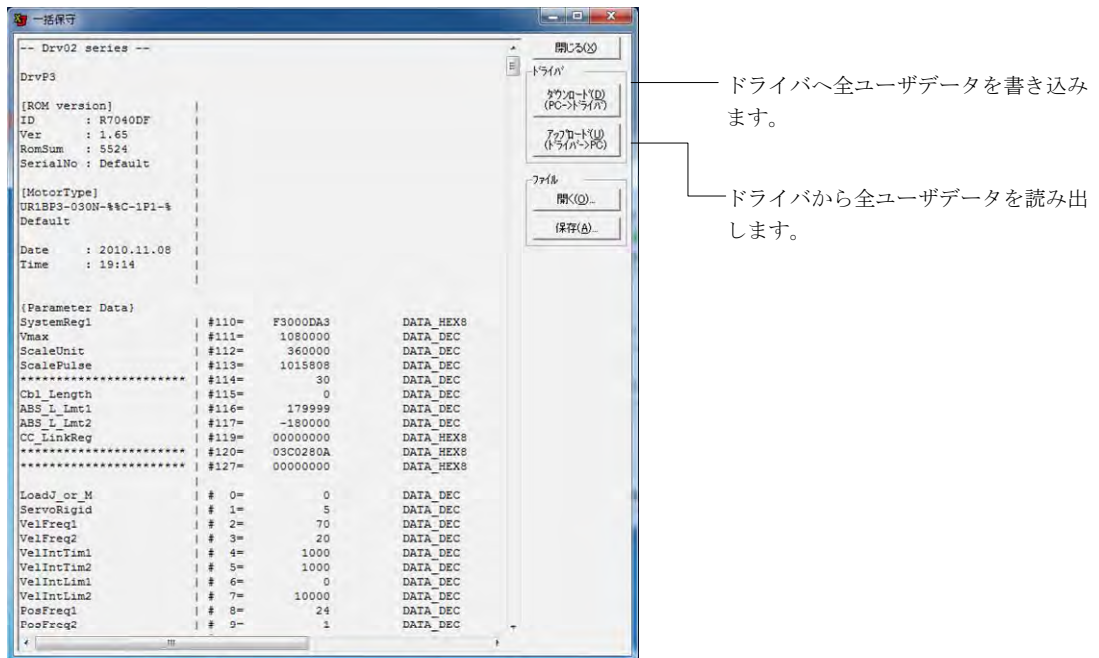 一括保守
-- Drv02 series --
DrvP3
[ROM version] |
ID : R7040DF |
Ver : 1.65 |
RomSum : 5524 |
SerialNo : Default |
|
[MotorType] |
UR1BP3-030N-%%C-1P1-% |
Default |
|
Date : 2010.11.08 |
Time : 19:14 |
|
{Parameter Data}
SystemReg1 | #110= F3000DA3 DATA_HEX8
Vmax | #111= 1080000 DATA_DEC
ScaleUnit | #112= 360000 DATA_DEC
ScalePulse | #113= 1015808 DATA_DEC
************************ | #114= 30 DATA_DEC
Cbl_Length | #115= 0 DATA_DEC
ABS_L_Lmt1 | #116= 179999 DATA_DEC
ABS_L_Lmt2 | #117= -180000 DATA_DEC
CC_LinkReg | #119= 00000000 DATA_HEX8
************************ | #120= 03C0280A DATA_HEX8
************************ | #127= 00000000 DATA_HEX8
|
LoadJ_or_M | # 0= 0 DATA_DEC
ServoRigid | # 1= 5 DATA_DEC
VelFreq1 | # 2= 70 DATA_DEC
VelFreq2 | # 3= 20 DATA_DEC
VelIntTim1 | # 4= 1000 DATA_DEC
VelIntTim2 | # 5= 1000 DATA_DEC
VelIntLim1 | # 6= 0 DATA_DEC
VelIntLim2 | # 7= 10000 DATA_DEC
PosFreq1 | # 8= 24 DATA_DEC
PosFreq2 | # 9= 1 DATA_DEC
閉じる(X)
ドライバ
ダウンロード(D)
(PC->ドライバ)
アップロード(U)
(ドライバ->PC)
ファイル
開く(O)...
保存(A)...
ドライバへ全ユーザデータを書き込み
ます。
ドライバから全ユーザデータを読み出
します。